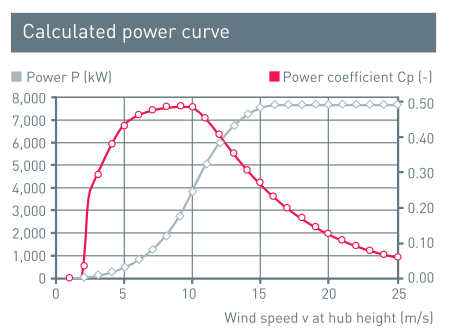 Calculated power curve
Power P (kW) Power coefficient Cp (-)
8,000 0.50
7,000
6,000 0.40
5,000
4,000 0.30
3,000 0.20
2,000
1,000 0.10
0 0.00
0 5 10 15 20 25
Wind speed v at hub height (m/s)